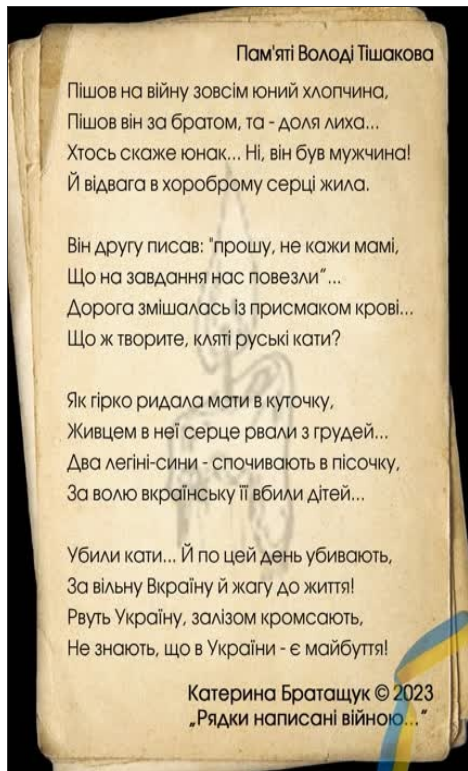 Пам'яті Володі Тішакова
Пішов на війну зовсім юний хлопчина,
Пішов він за братом, та - доля лиха...
Хтось скаже юнак... Ні, він був мужчина!
Й відвага в хороброму серці жила.
Він другу писав: "прошу, не кажи мамі,
Що на завдання нас повезли"...
Дорога змішалась із присмаком крові...
Що ж творите, кляті руські кати?
Як гірко ридала мати в куточку,
Живцем в неї серце рвали з грудей...
Два легіні-сини - спочивають в пісочку,
За волю вкраїнську її вбили дітей...
Убили кати... Й по цей день убивають,
За вільну Вкраїну й жагу до життя!
Рвуть Україну, залізом кромсають,
Не знають, що в України - є майбуття!
Катерина Братащук © 2023
„Рядки написані війною..."